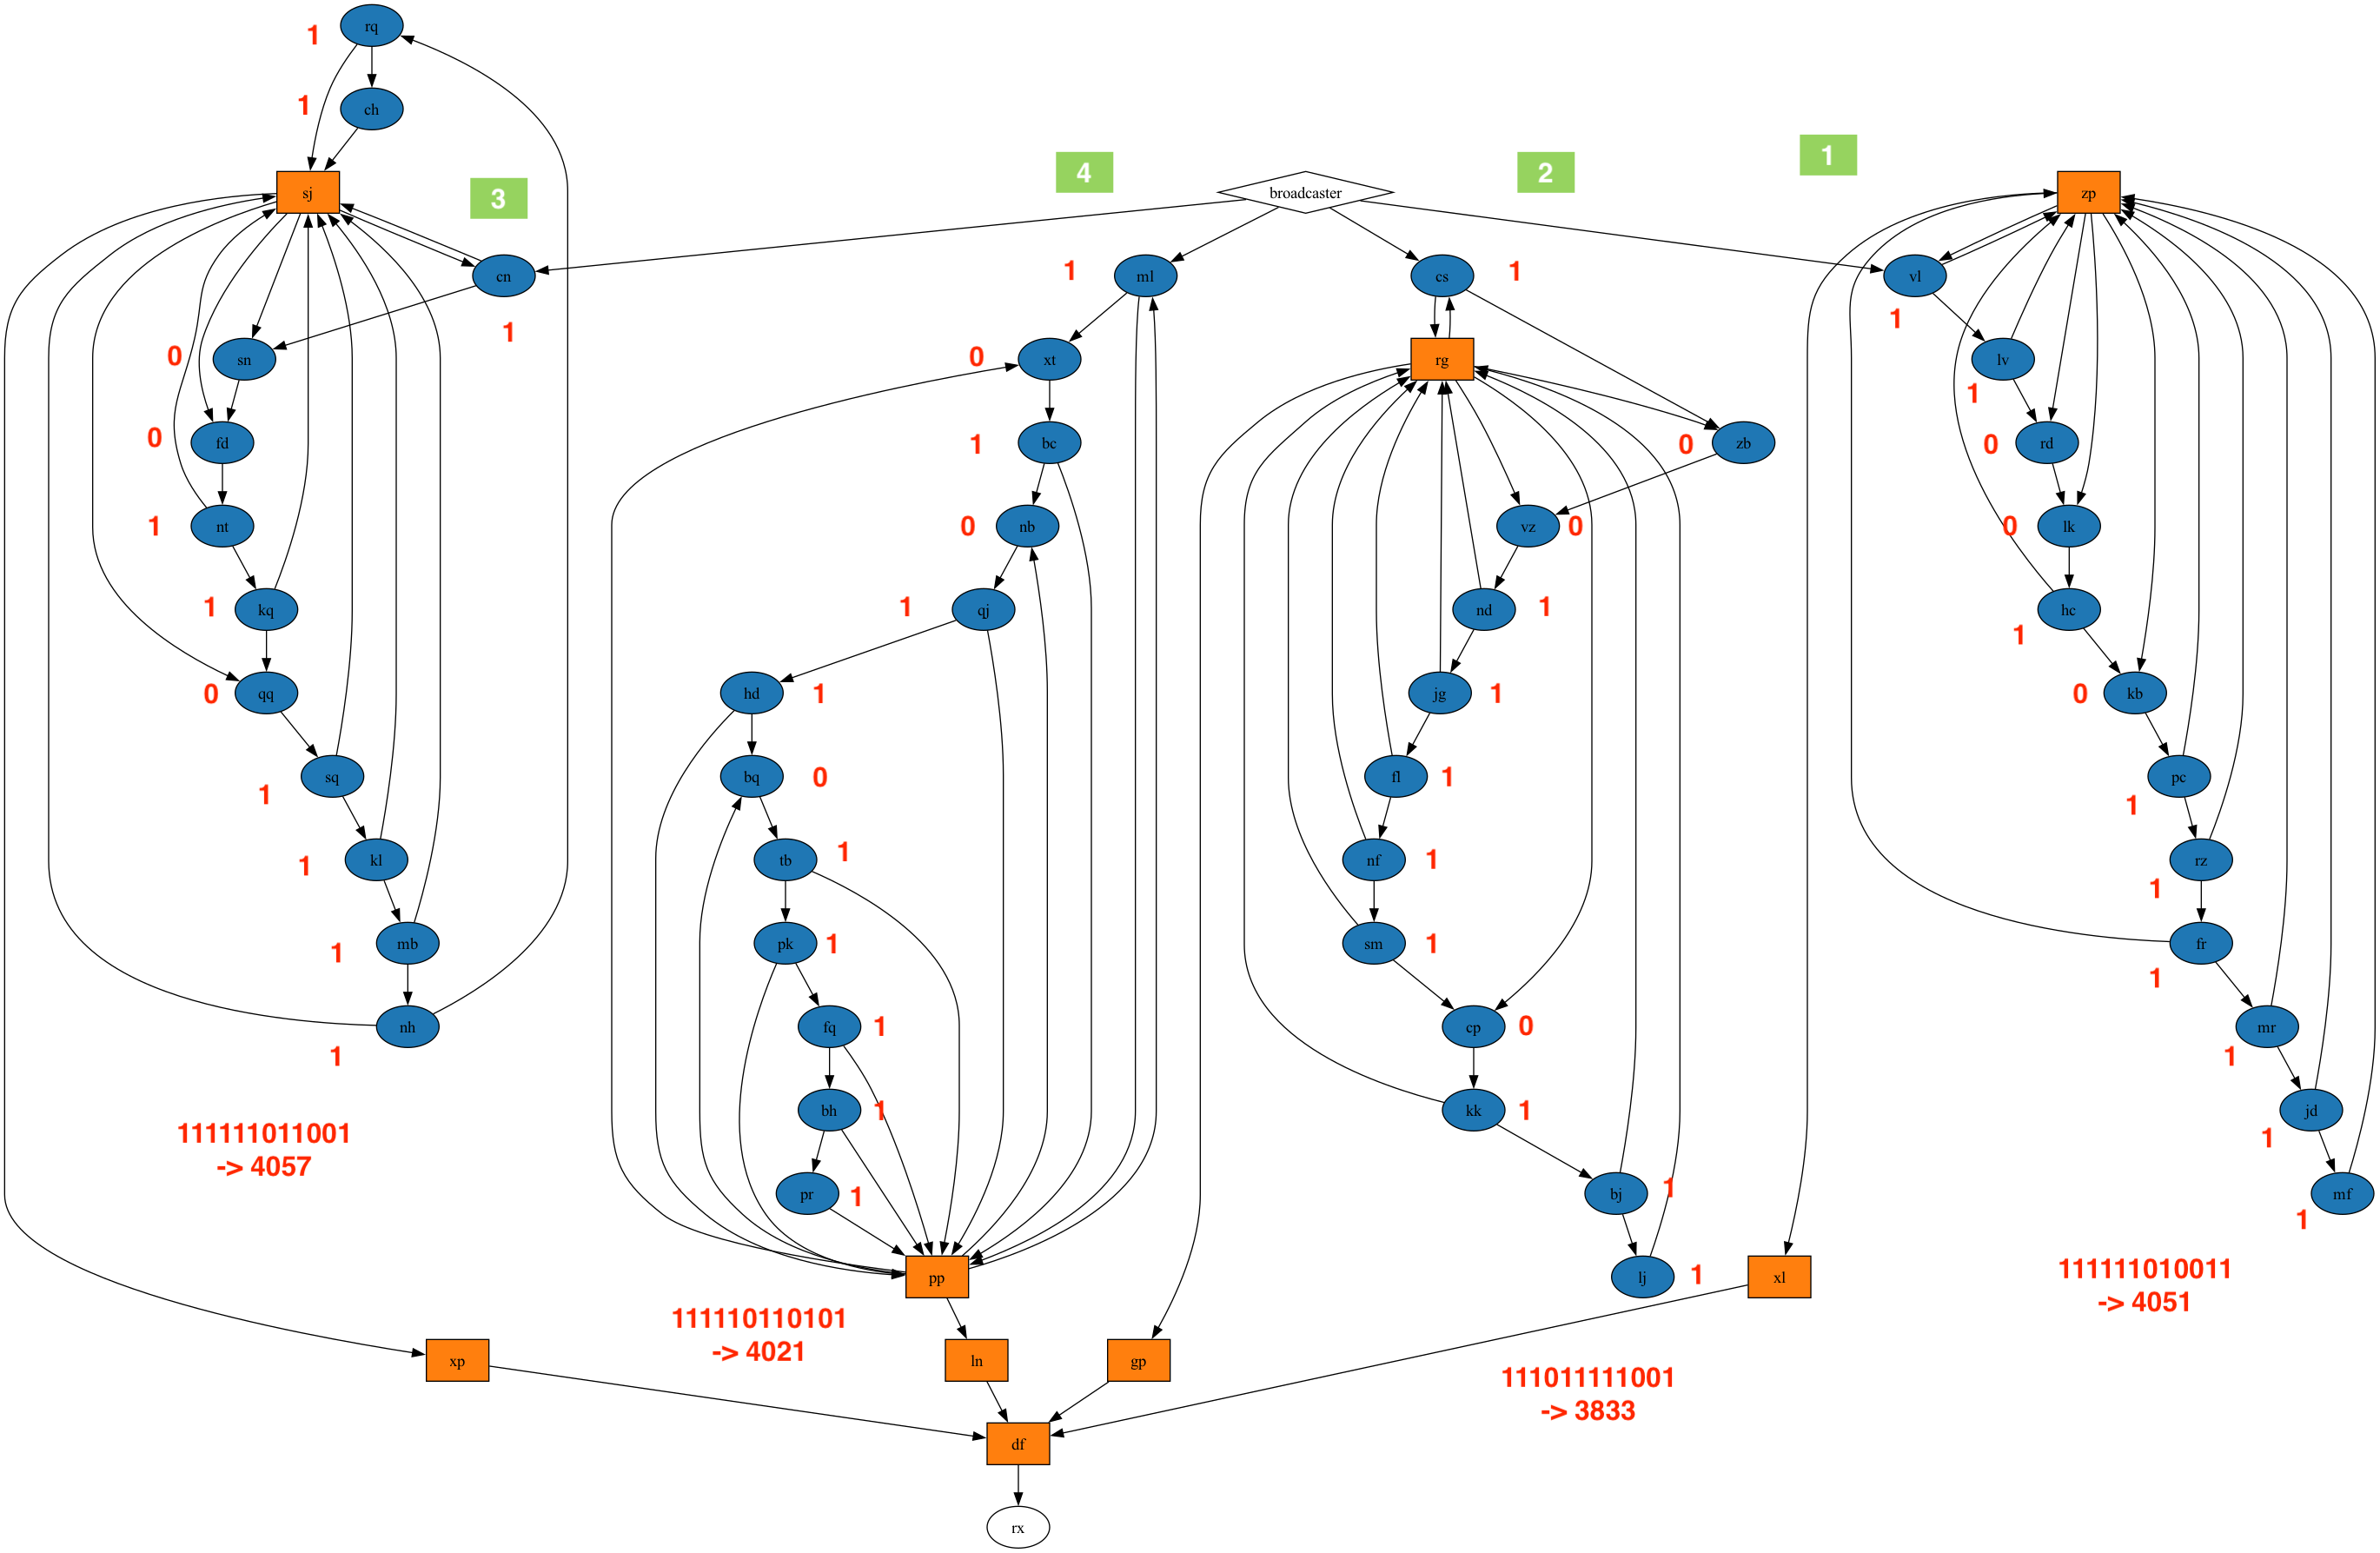 1
rq
1
ch
1
4
2
3
sj
broadcaster
zp
1
ml
cs
1
cn
vl
1
1
0
sn
0
xt
rg
lv
1
0
fd
1
bc
0
zb
0
rd
1
nt
0
nb
vz
0
0
lk
1
kq
1
qj
nd
1
hc
1
0
qq
hd
1
jg
1
0
kb
1
sq
bq
0
fl
1
pc
1
1
kl
tb
1
nf
1
rz
1
1
mb
pk
1
sm
1
fr
1
1
nh
fq
1
cp
0
mr
1
bh
1
kk
1
jd
1
111111011001
-> 4057
pr
1
bj
1
mf
1
pp
lj
1
xl
111111010011
-> 4051
111110110101
-> 4021
xp
ln
gp
111011111001
-> 3833
df
rx